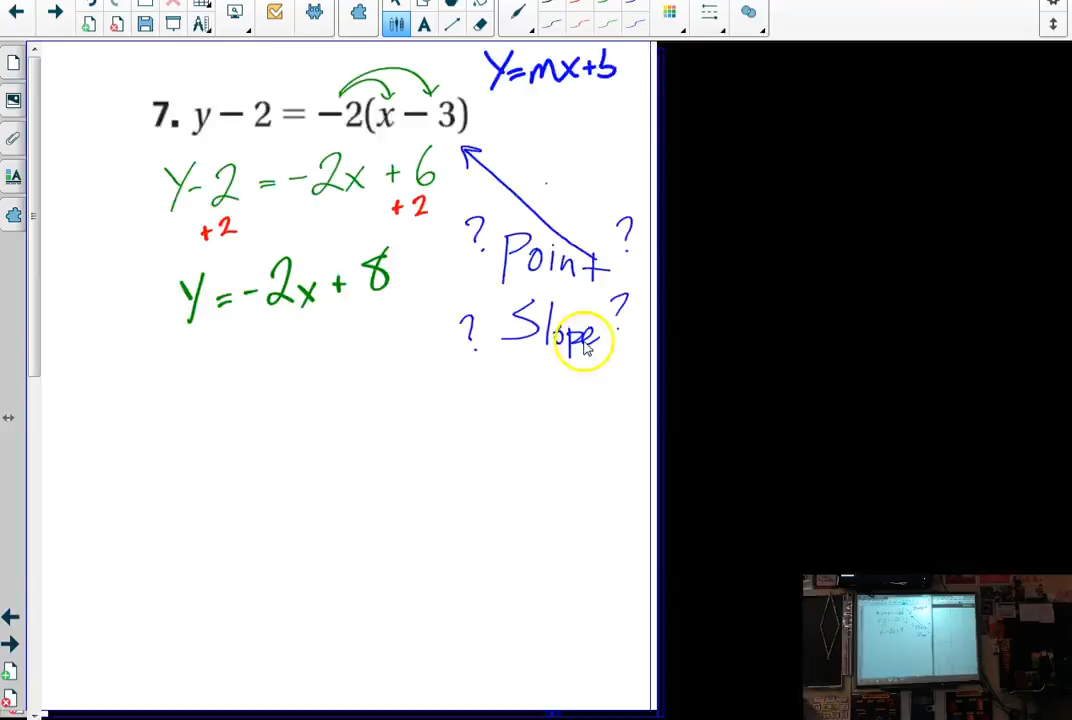 y=mx+b
7. y − 2 = −2(x − 3)
y-2 = -2x + 6
+2 +2
? Point ?
y = -2x + 8
? Slope ?